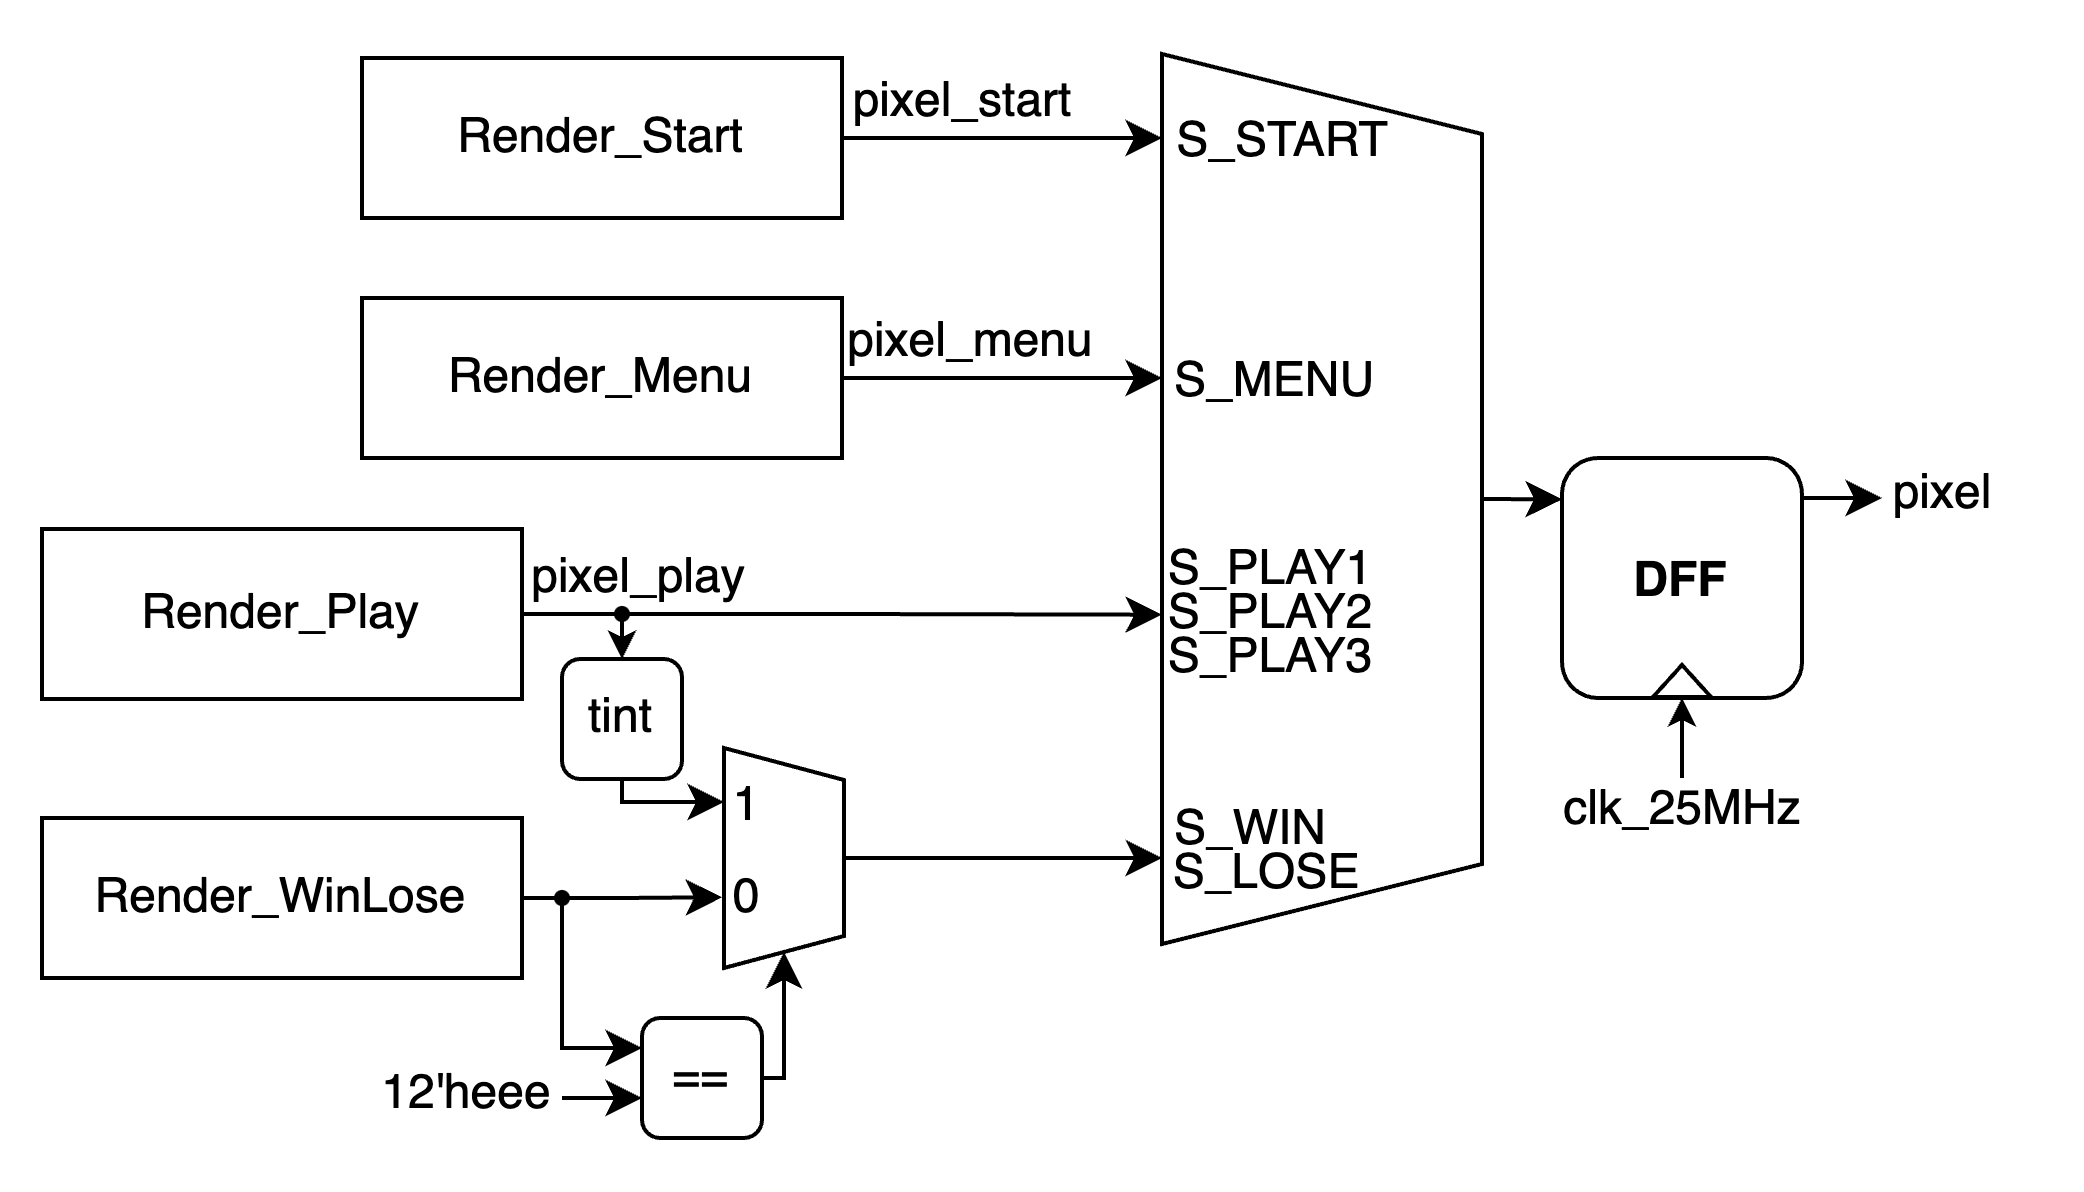 Render_Start
pixel_start
S_START
Render_Menu
pixel_menu
S_MENU
Render_Play
pixel_play
S_PLAY1
S_PLAY2
S_PLAY3
tint
1
0
Render_WinLose
S_WIN
S_LOSE
12'heee
==
DFF
clk_25MHz
pixel